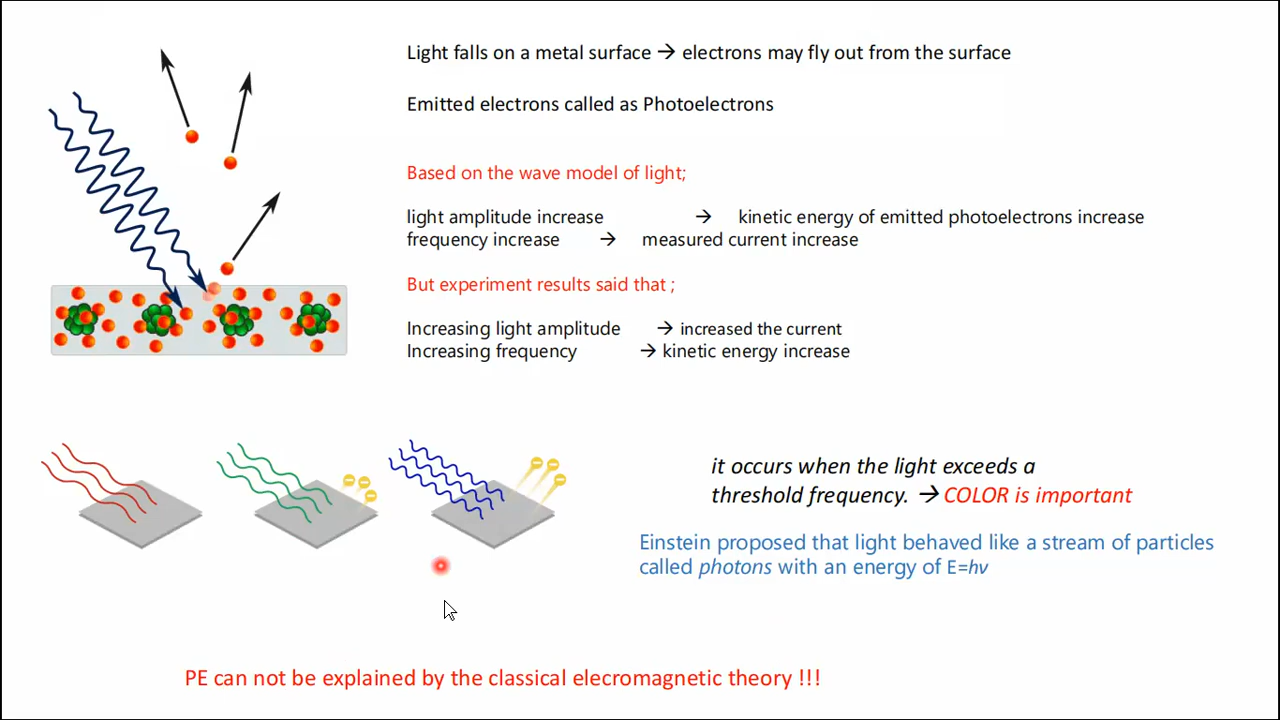 Light falls on a metal surface → electrons may fly out from the surface
Emitted electrons called as Photoelectrons
Based on the wave model of light;
light amplitude increase → kinetic energy of emitted photoelectrons increase
frequency increase → measured current increase
But experiment results said that ;
Increasing light amplitude → increased the current
Increasing frequency → kinetic energy increase
it occurs when the light exceeds a
threshold frequency. → COLOR is important
Einstein proposed that light behaved like a stream of particles
called photons with an energy of E=hν
PE can not be explained by the classical elecromagnetic theory !!!